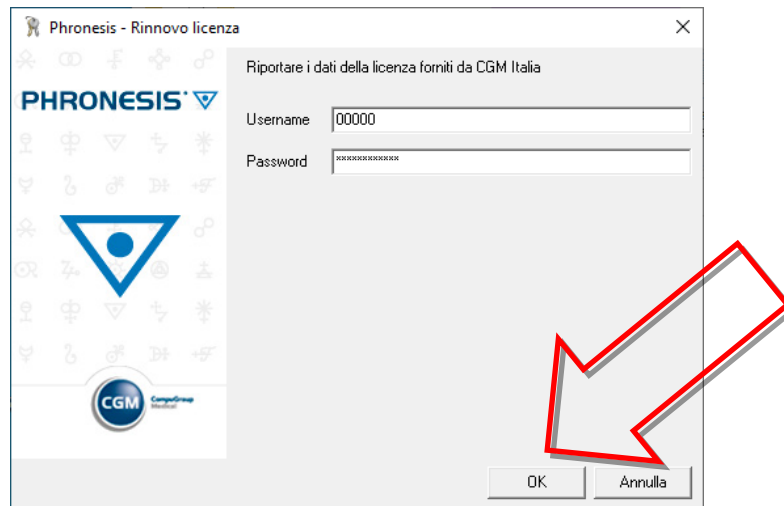 Phronesis - Rinnovo licenza
Riportare i dati della licenza forniti da CGM Italia
PHRONESIS
Username 00000
Password xxxxxxxxxxxx
CGM CompuGroup
Medical
OK Annulla